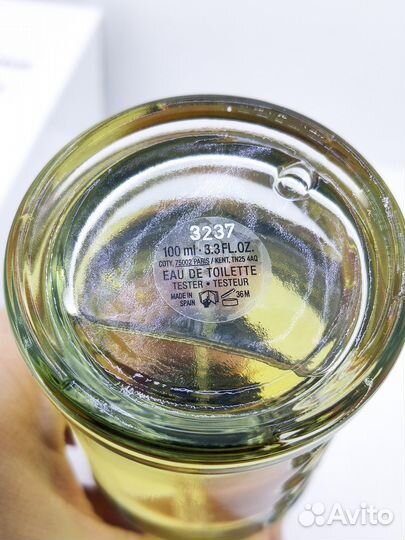 3237
100 ml · 3.3 FL.OZ.
COTY, 75002 PARIS / KENT, TN25 4AQ
EAU DE TOILETTE
TESTER • TESTEUR
MADE IN
SPAIN
36M
Avito